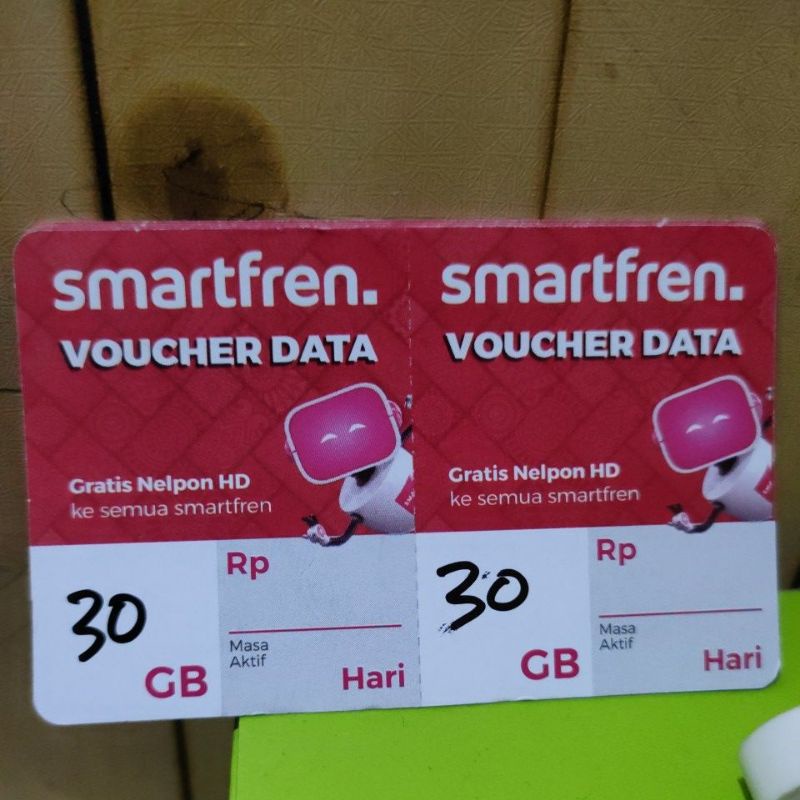 smartfren.
VOUCHER DATA
Gratis Nelpon HD
ke semua smartfren
30
GB
Rp
Masa
Aktif
Hari
smartfren.
VOUCHER DATA
Gratis Nelpon HD
ke semua smartfren
30
GB
Rp
Masa
Aktif
Hari